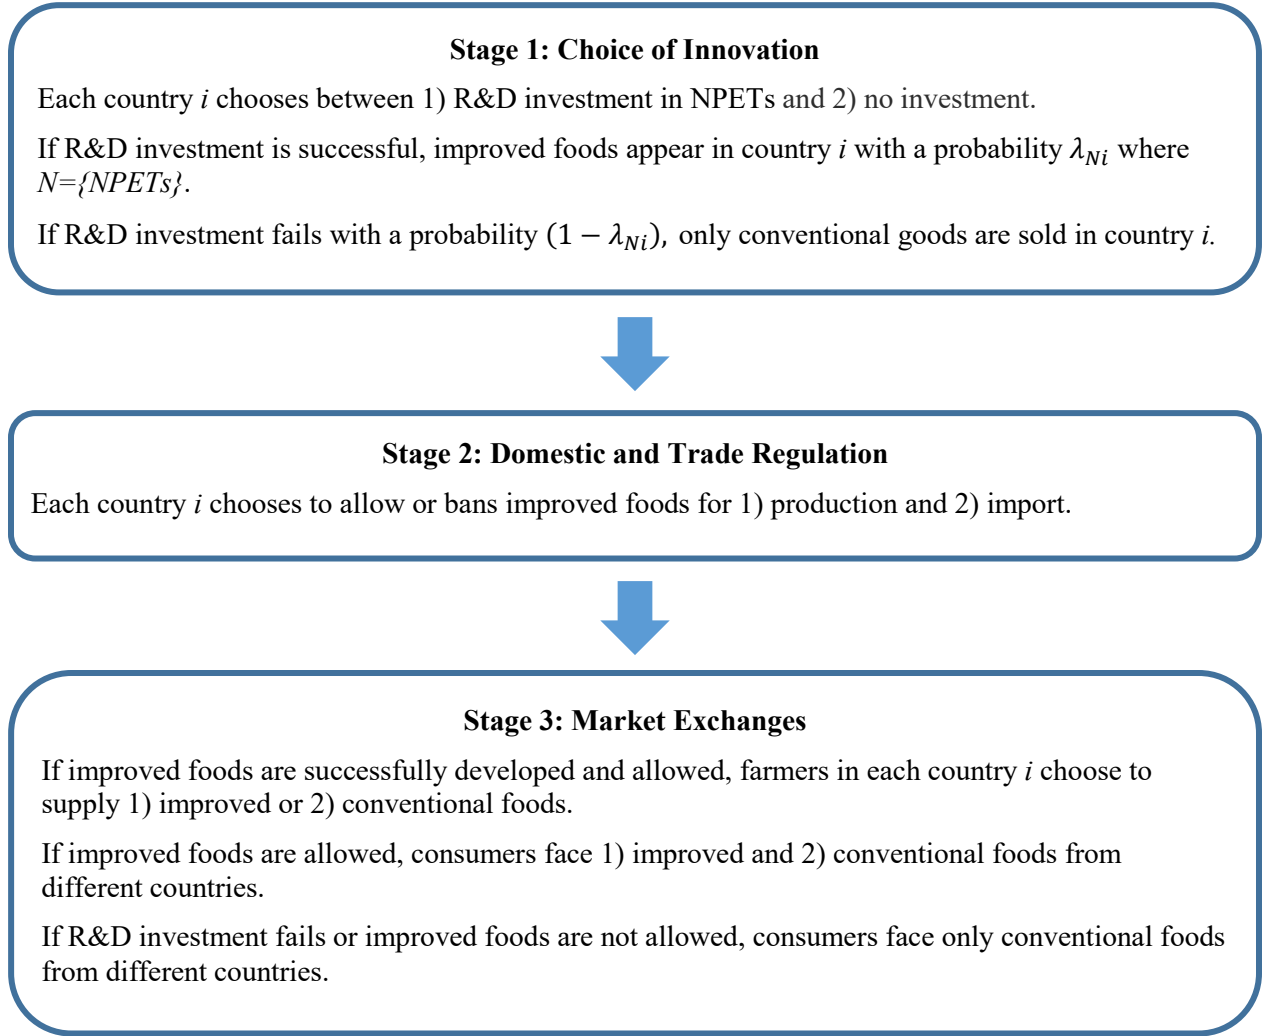 Stage 1: Choice of Innovation
Each country i chooses between 1) R&D investment in NPETs and 2) no investment.
If R&D investment is successful, improved foods appear in country i with a probability λ_Ni where
N={NPETs}.
If R&D investment fails with a probability (1 − λ_Ni), only conventional goods are sold in country i.
Stage 2: Domestic and Trade Regulation
Each country i chooses to allow or bans improved foods for 1) production and 2) import.
Stage 3: Market Exchanges
If improved foods are successfully developed and allowed, farmers in each country i choose to
supply 1) improved or 2) conventional foods.
If improved foods are allowed, consumers face 1) improved and 2) conventional foods from
different countries.
If R&D investment fails or improved foods are not allowed, consumers face only conventional foods
from different countries.